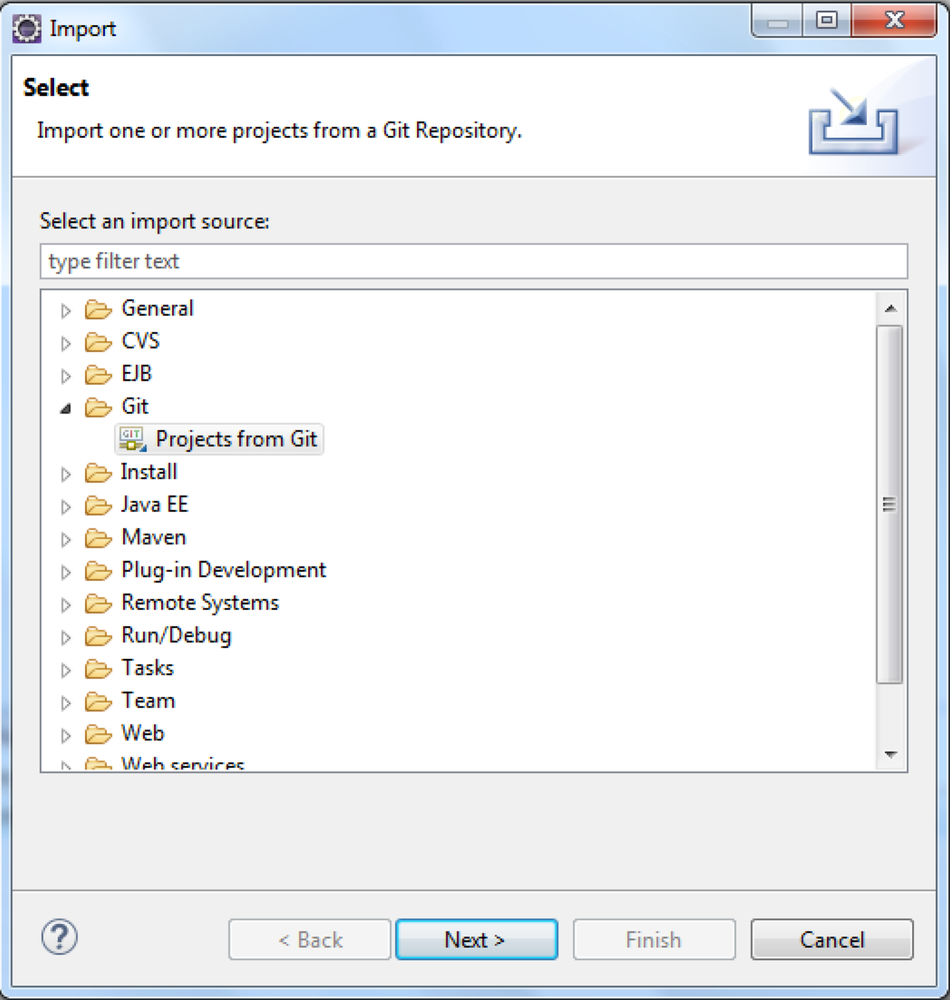 Import
Select
Import one or more projects from a Git Repository.
Select an import source:
type filter text
General
CVS
EJB
Git
GIT Projects from Git
Install
Java EE
Maven
Plug-in Development
Remote Systems
Run/Debug
Tasks
Team
Web
Web services
< Back Next > Finish Cancel